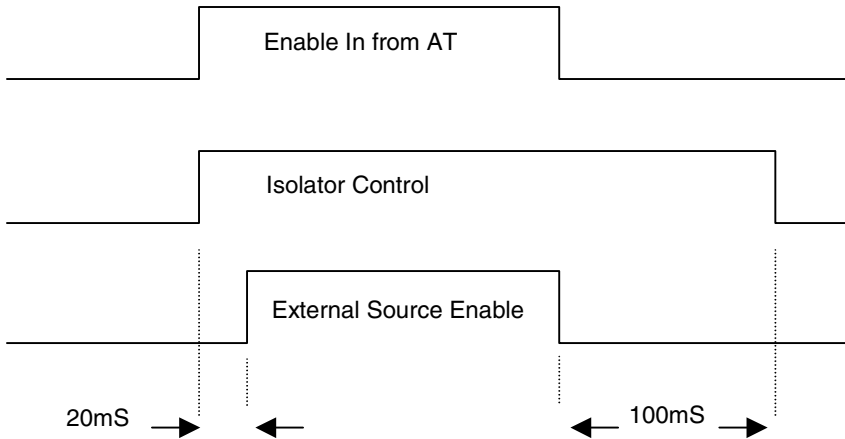 Enable In from AT
Isolator Control
External Source Enable
20mS
100mS